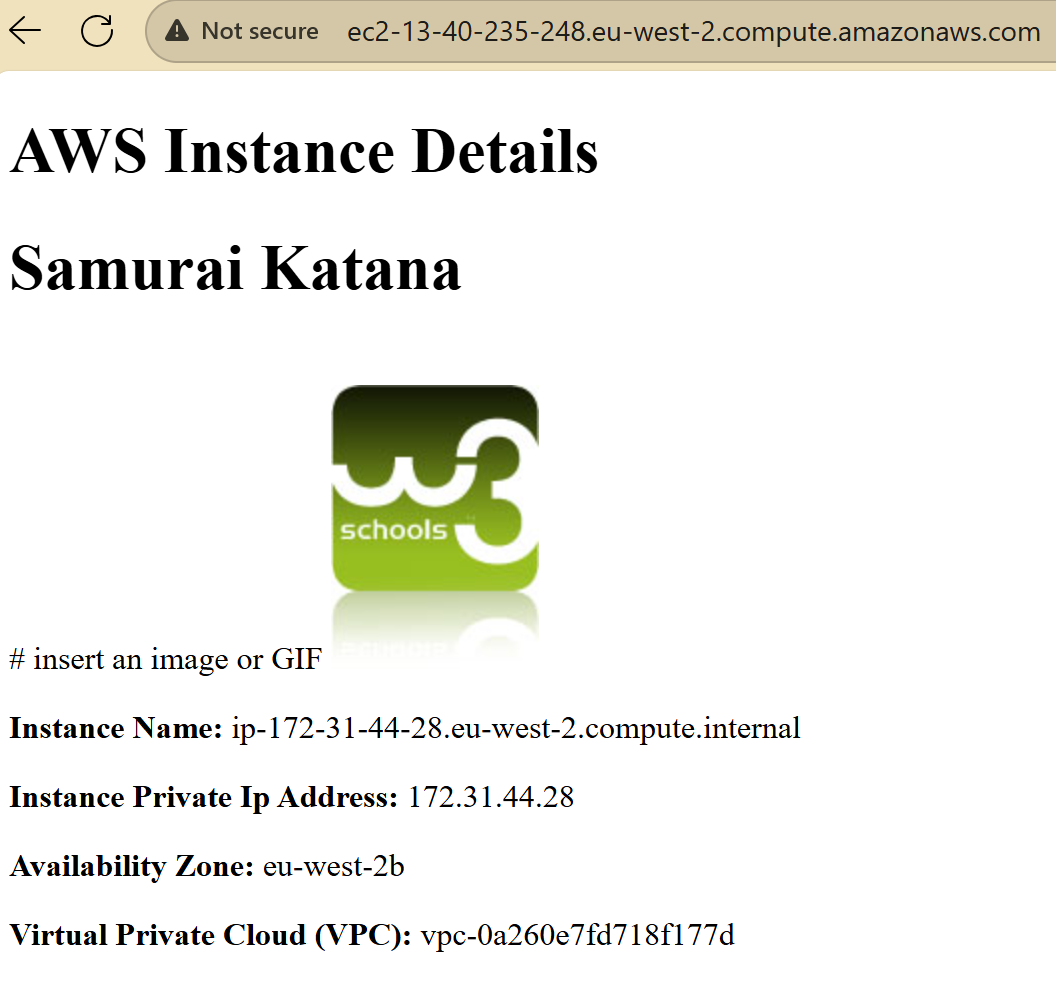 Not secure ec2-13-40-235-248.eu-west-2.compute.amazonaws.com
AWS Instance Details
Samurai Katana
w3
schools
# insert an image or GIF
Instance Name: ip-172-31-44-28.eu-west-2.compute.internal
Instance Private Ip Address: 172.31.44.28
Availability Zone: eu-west-2b
Virtual Private Cloud (VPC): vpc-0a260e7fd718f177d